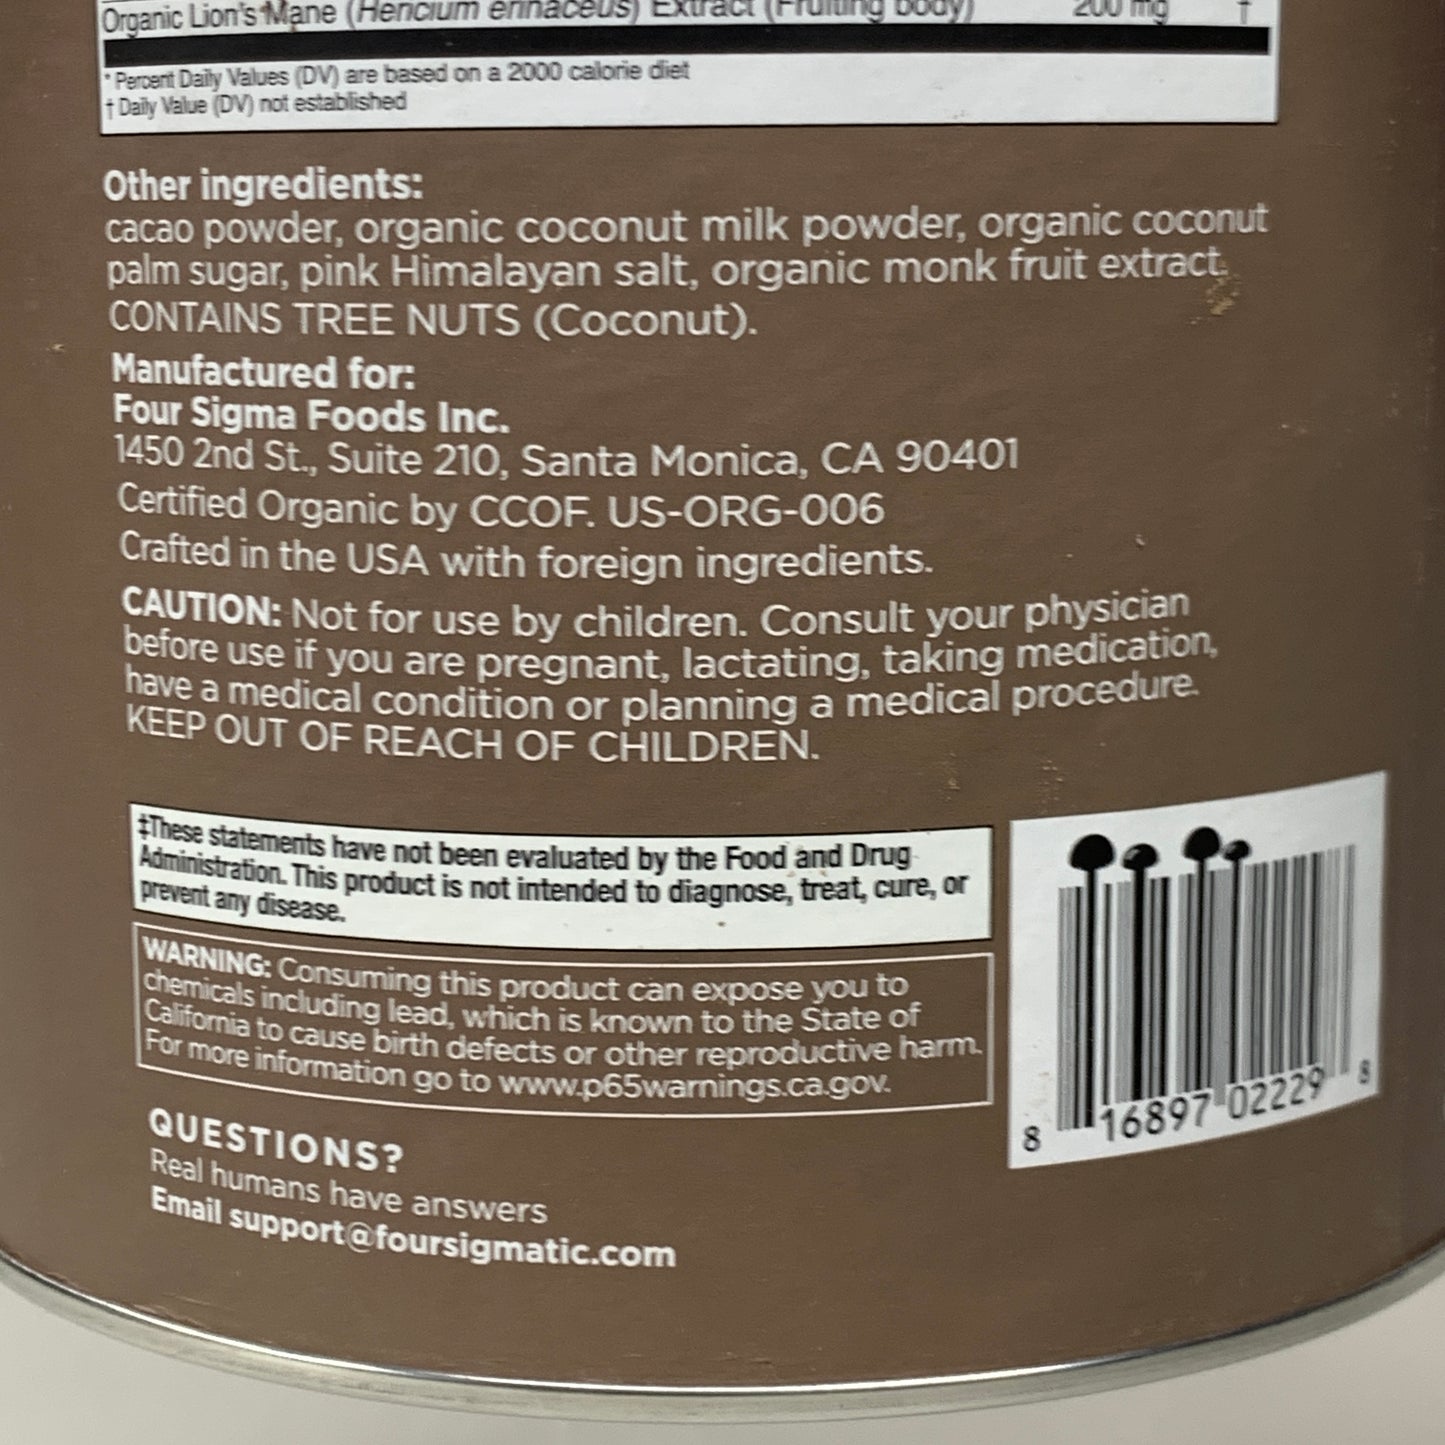 Organic Lion's Mane (Hericium erinaceus) Extract (Fruiting body) 200 mg †
* Percent Daily Values (DV) are based on a 2000 calorie diet
† Daily Value (DV) not established
Other ingredients:
cacao powder, organic coconut milk powder, organic coconut
palm sugar, pink Himalayan salt, organic monk fruit extract.
CONTAINS TREE NUTS (Coconut).
Manufactured for:
Four Sigma Foods Inc.
1450 2nd St., Suite 210, Santa Monica, CA 90401
Certified Organic by CCOF. US-ORG-006
Crafted in the USA with foreign ingredients.
CAUTION: Not for use by children. Consult your physician
before use if you are pregnant, lactating, taking medication,
have a medical condition or planning a medical procedure.
KEEP OUT OF REACH OF CHILDREN.
‡These statements have not been evaluated by the Food and Drug
Administration. This product is not intended to diagnose, treat, cure, or
prevent any disease.
WARNING: Consuming this product can expose you to
chemicals including lead, which is known to the State of
California to cause birth defects or other reproductive harm.
For more information go to www.p65warnings.ca.gov.
8 16897 02229 8
QUESTIONS?
Real humans have answers
Email support@foursigmatic.com